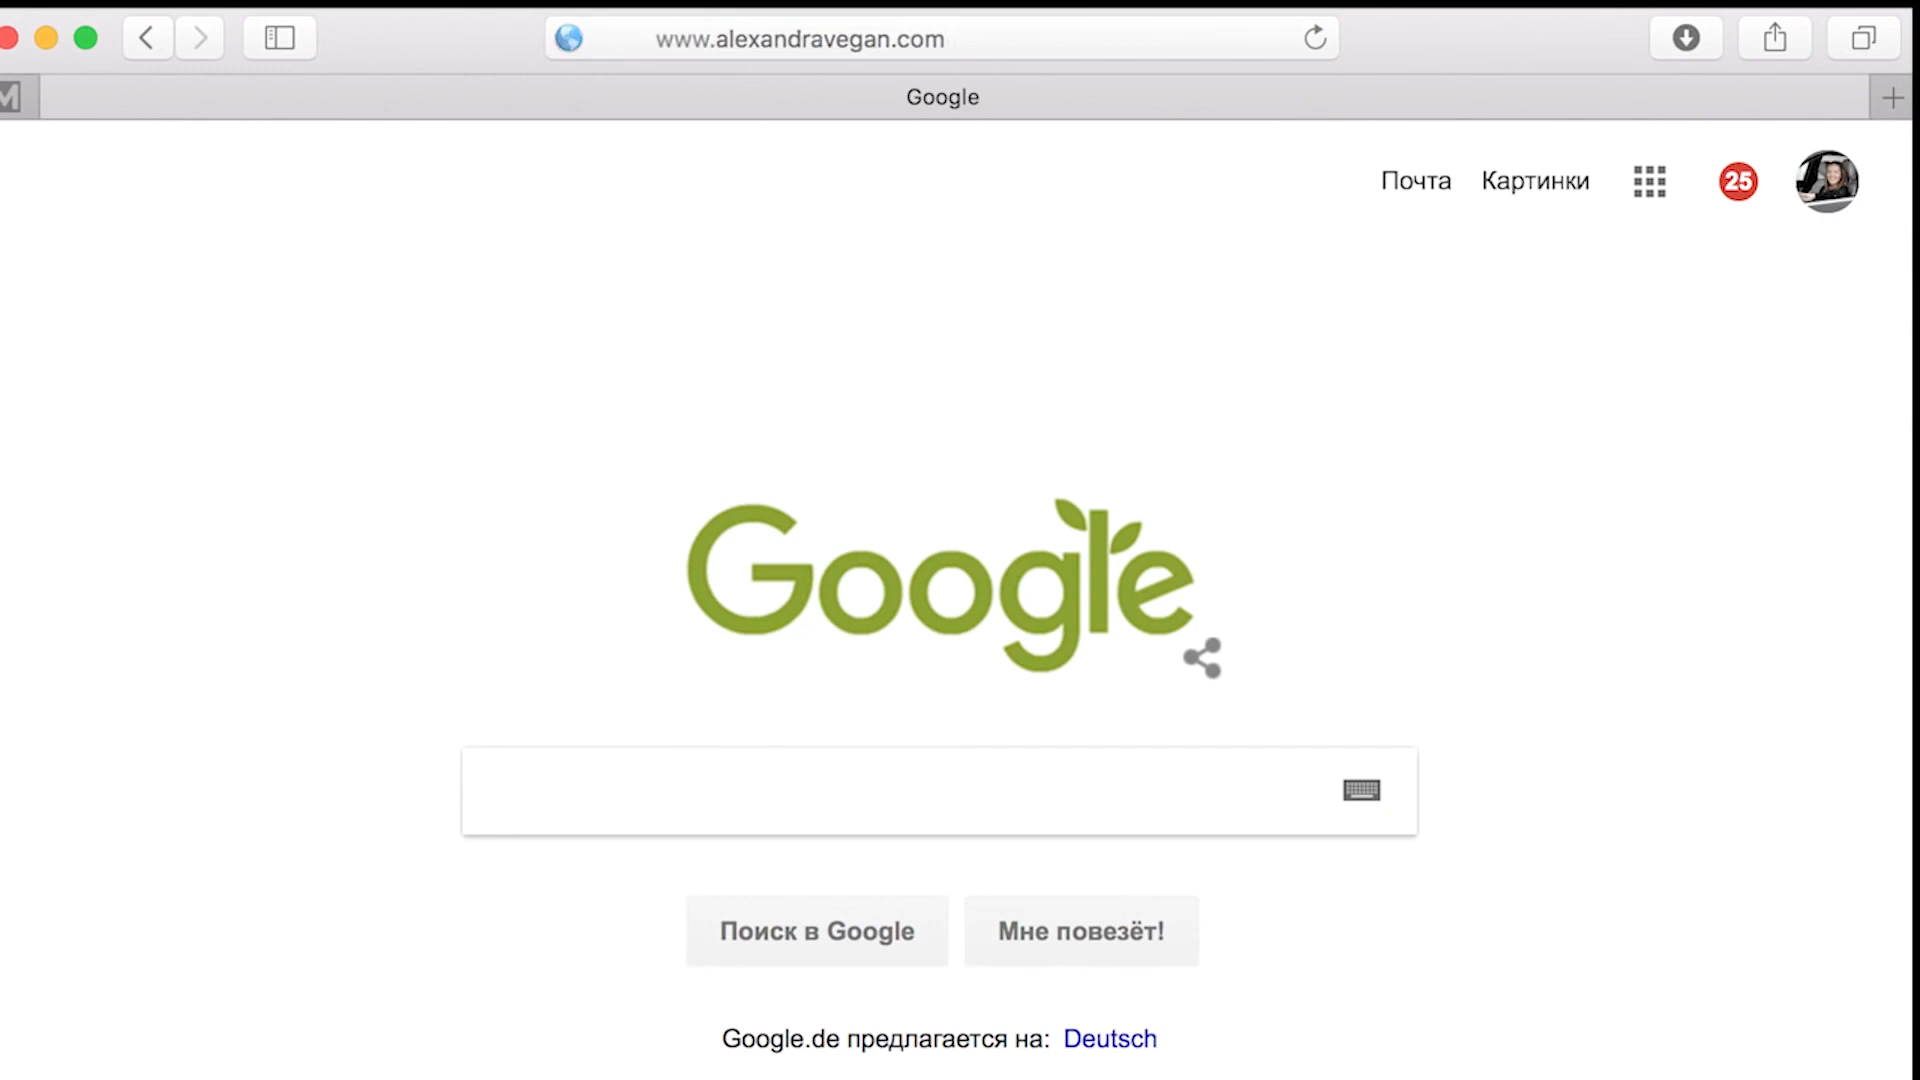 www.alexandravegan.com
M
Google
Почта Картинки 25
Google
Поиск в Google Мне повезёт!
Google.de предлагается на: Deutsch